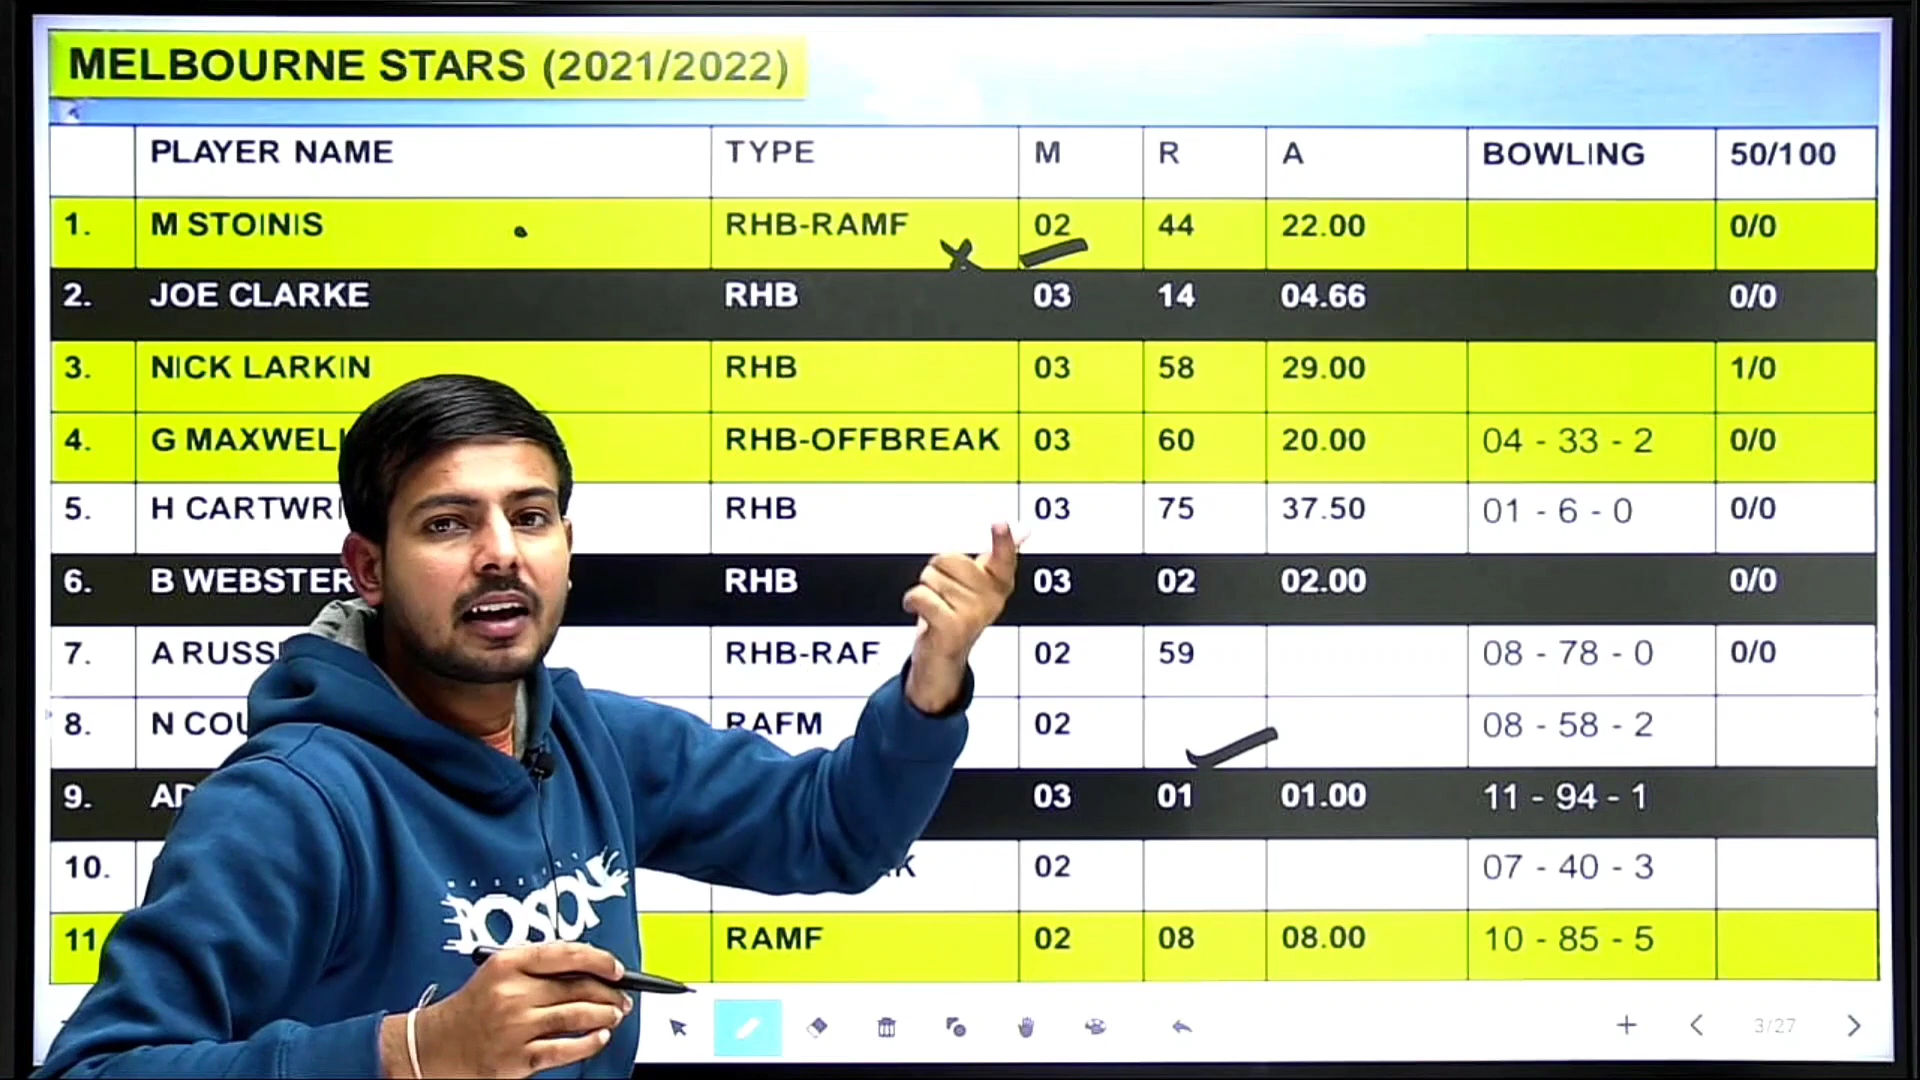 MELBOURNE STARS (2021/2022)
PLAYER NAME TYPE M R A BOWLING 50/100
1. M STOINIS RHB-RAMF 02 44 22.00 0/0
2. JOE CLARKE RHB 03 14 04.66 0/0
3. NICK LARKIN RHB 03 58 29.00 1/0
4. G MAXWELL RHB-OFFBREAK 03 60 20.00 04 - 33 - 2 0/0
5. H CARTWRI RHB 03 75 37.50 01 - 6 - 0 0/0
6. B WEBSTER RHB 03 02 02.00 0/0
7. A RUSS RHB-RAF 02 59 08 - 78 - 0 0/0
8. N COU RAFM 02 08 - 58 - 2
9. 03 01 01.00 11 - 94 - 1
10. K 02 07 - 40 - 3
11 RAMF 02 08 08.00 10 - 85 - 5
3/27